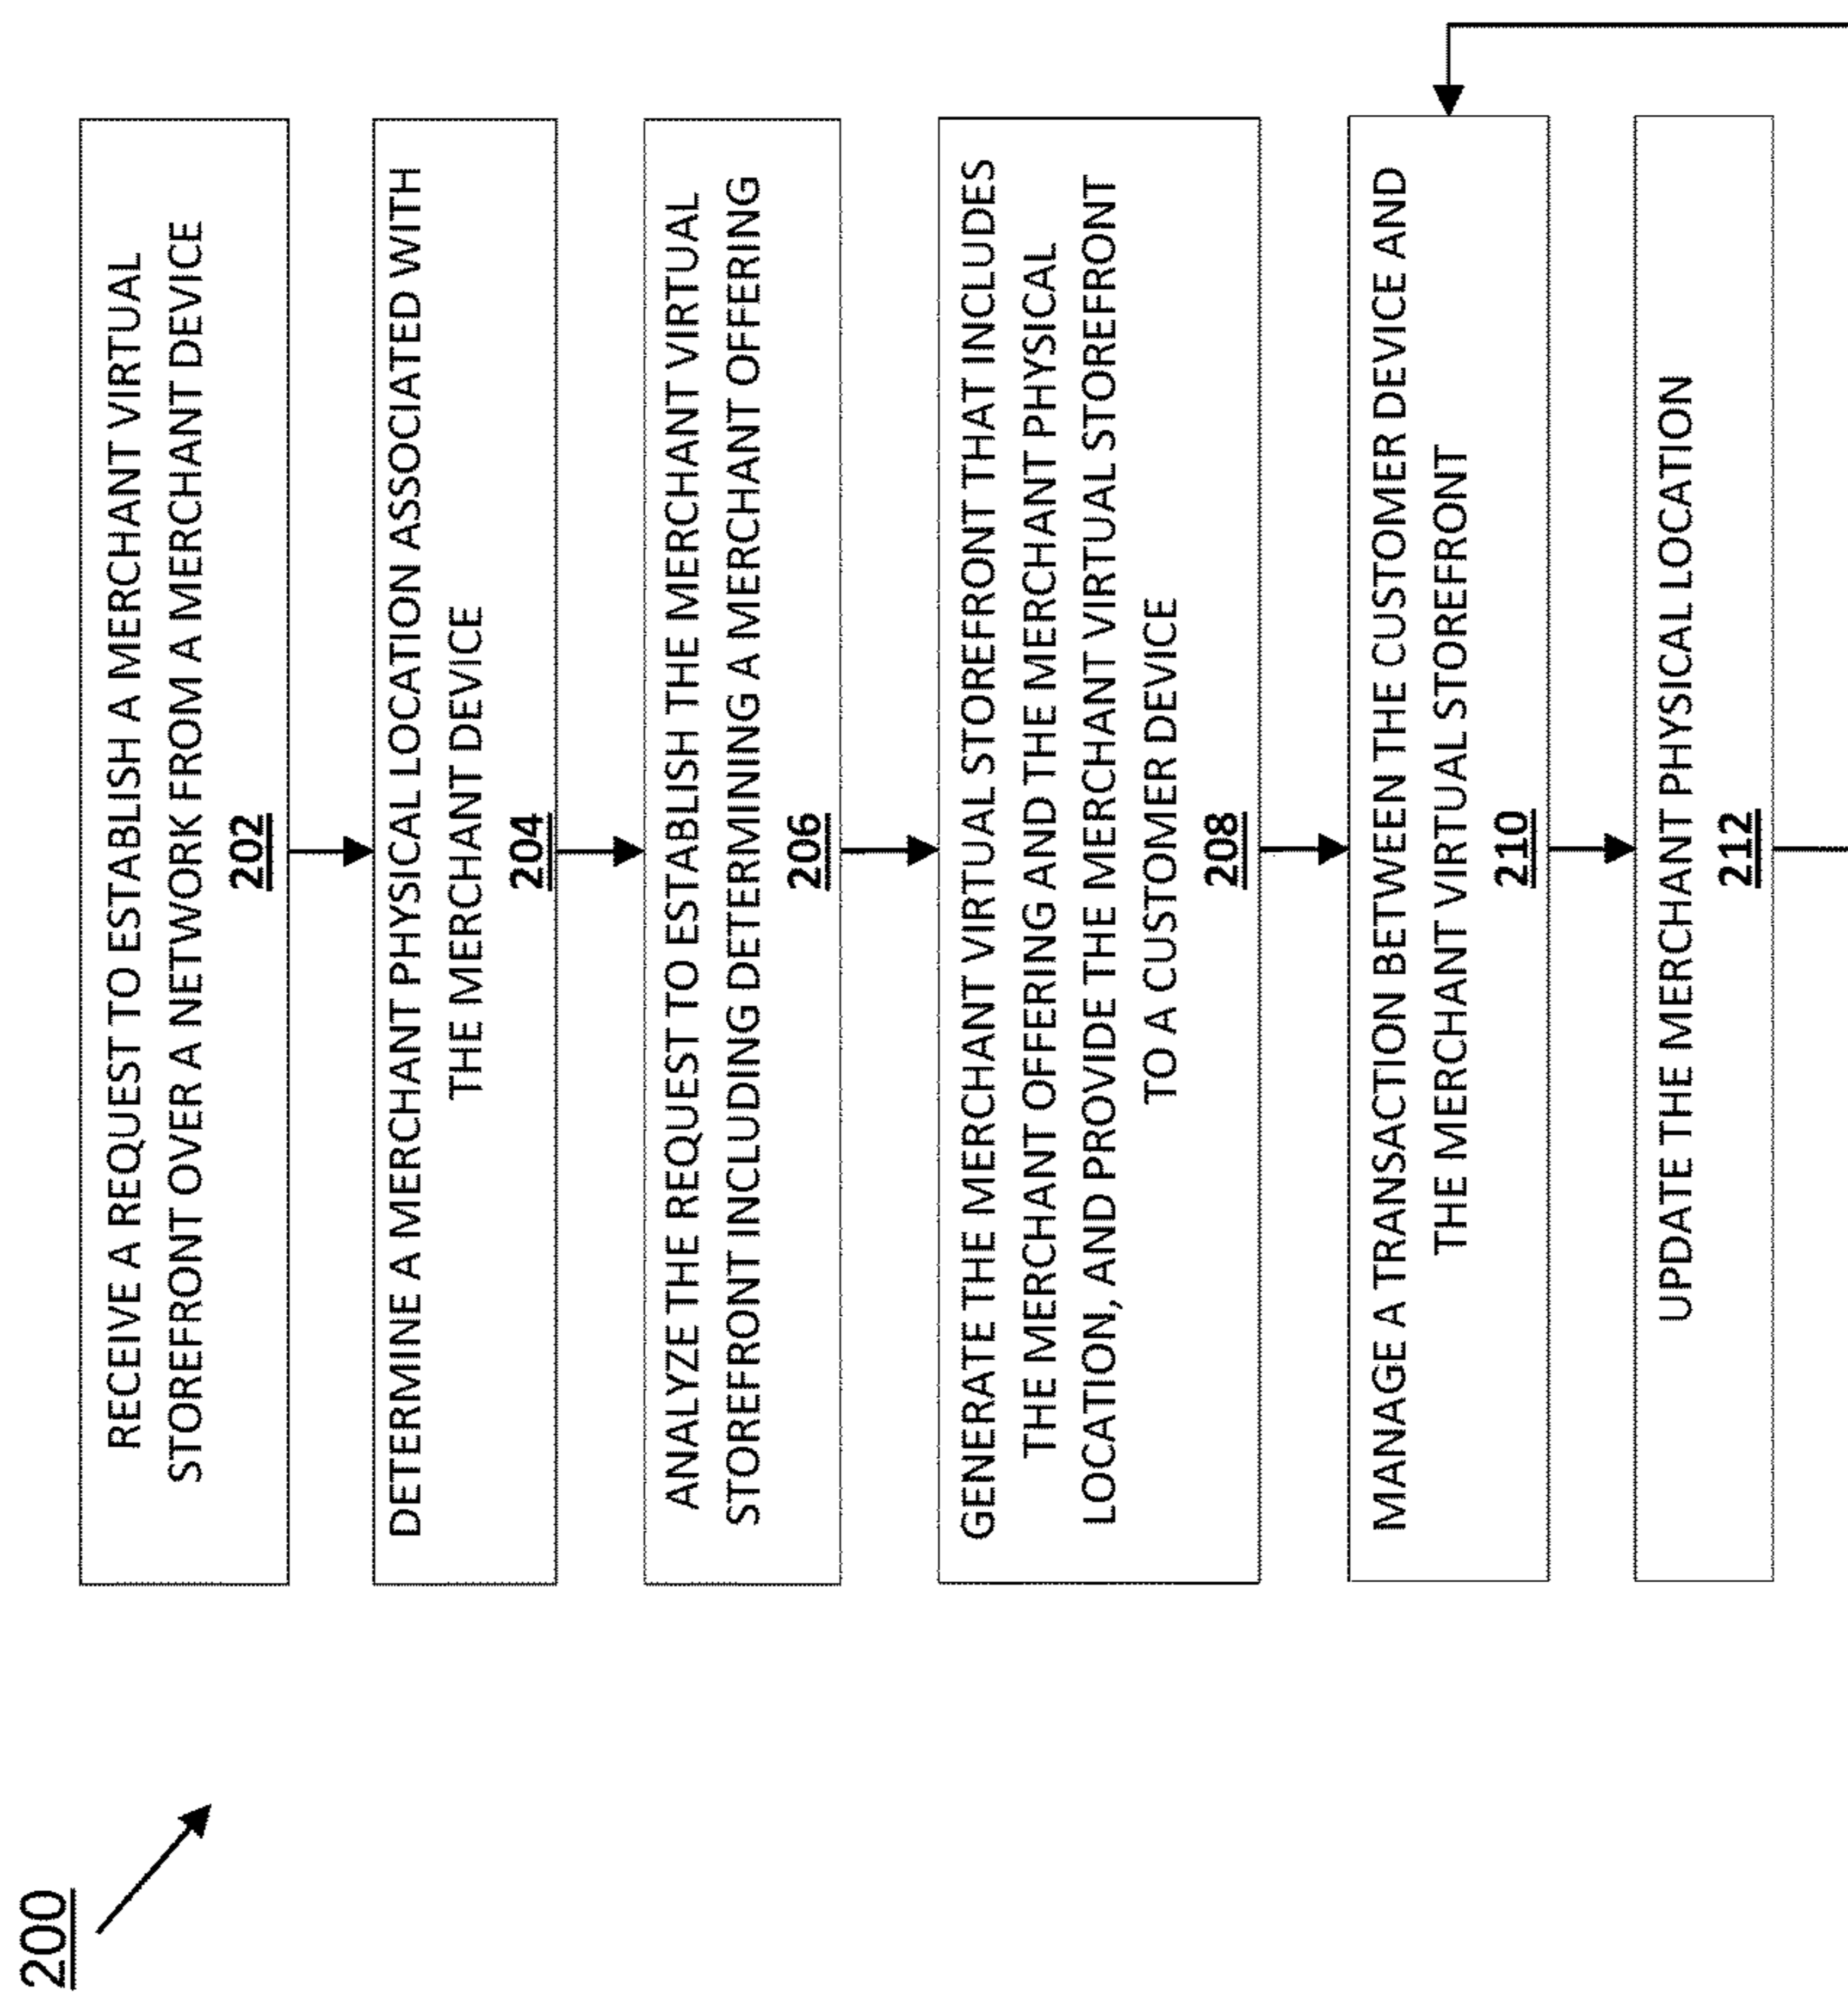 200
RECEIVE A REQUEST TO ESTABLISH A MERCHANT VIRTUAL
STOREFRONT OVER A NETWORK FROM A MERCHANT DEVICE
202
DETERMINE A MERCHANT PHYSICAL LOCATION ASSOCIATED WITH
THE MERCHANT DEVICE
204
ANALYZE THE REQUEST TO ESTABLISH THE MERCHANT VIRTUAL
STOREFRONT INCLUDING DETERMINING A MERCHANT OFFERING
206
GENERATE THE MERCHANT VIRTUAL STOREFRONT THAT INCLUDES
THE MERCHANT OFFERING AND THE MERCHANT PHYSICAL
LOCATION, AND PROVIDE THE MERCHANT VIRTUAL STOREFRONT
TO A CUSTOMER DEVICE
208
MANAGE A TRANSACTION BETWEEN THE CUSTOMER DEVICE AND
THE MERCHANT VIRTUAL STOREFRONT
210
UPDATE THE MERCHANT PHYSICAL LOCATION
212